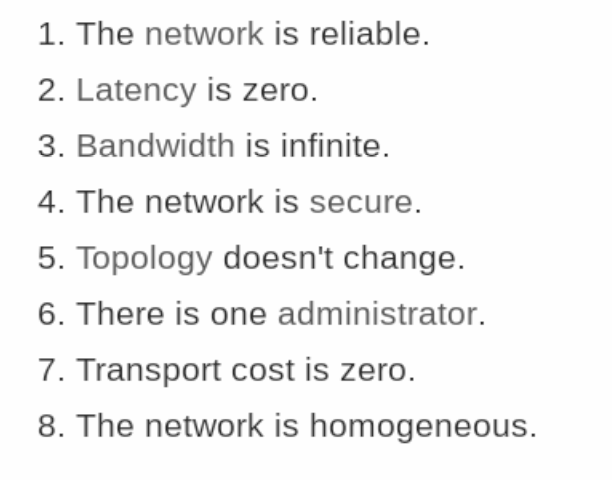 1. The network is reliable.
2. Latency is zero.
3. Bandwidth is infinite.
4. The network is secure.
5. Topology doesn't change.
6. There is one administrator.
7. Transport cost is zero.
8. The network is homogeneous.